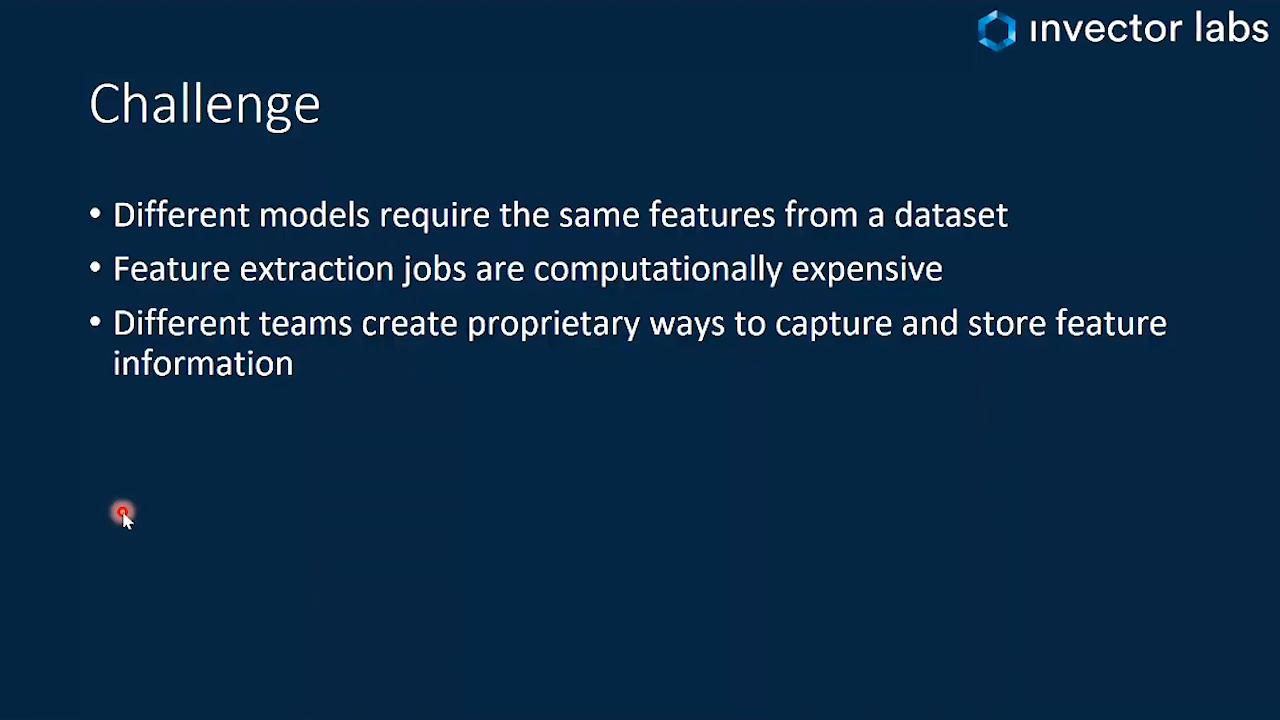 invector labs
Challenge
• Different models require the same features from a dataset
• Feature extraction jobs are computationally expensive
• Different teams create proprietary ways to capture and store feature
information